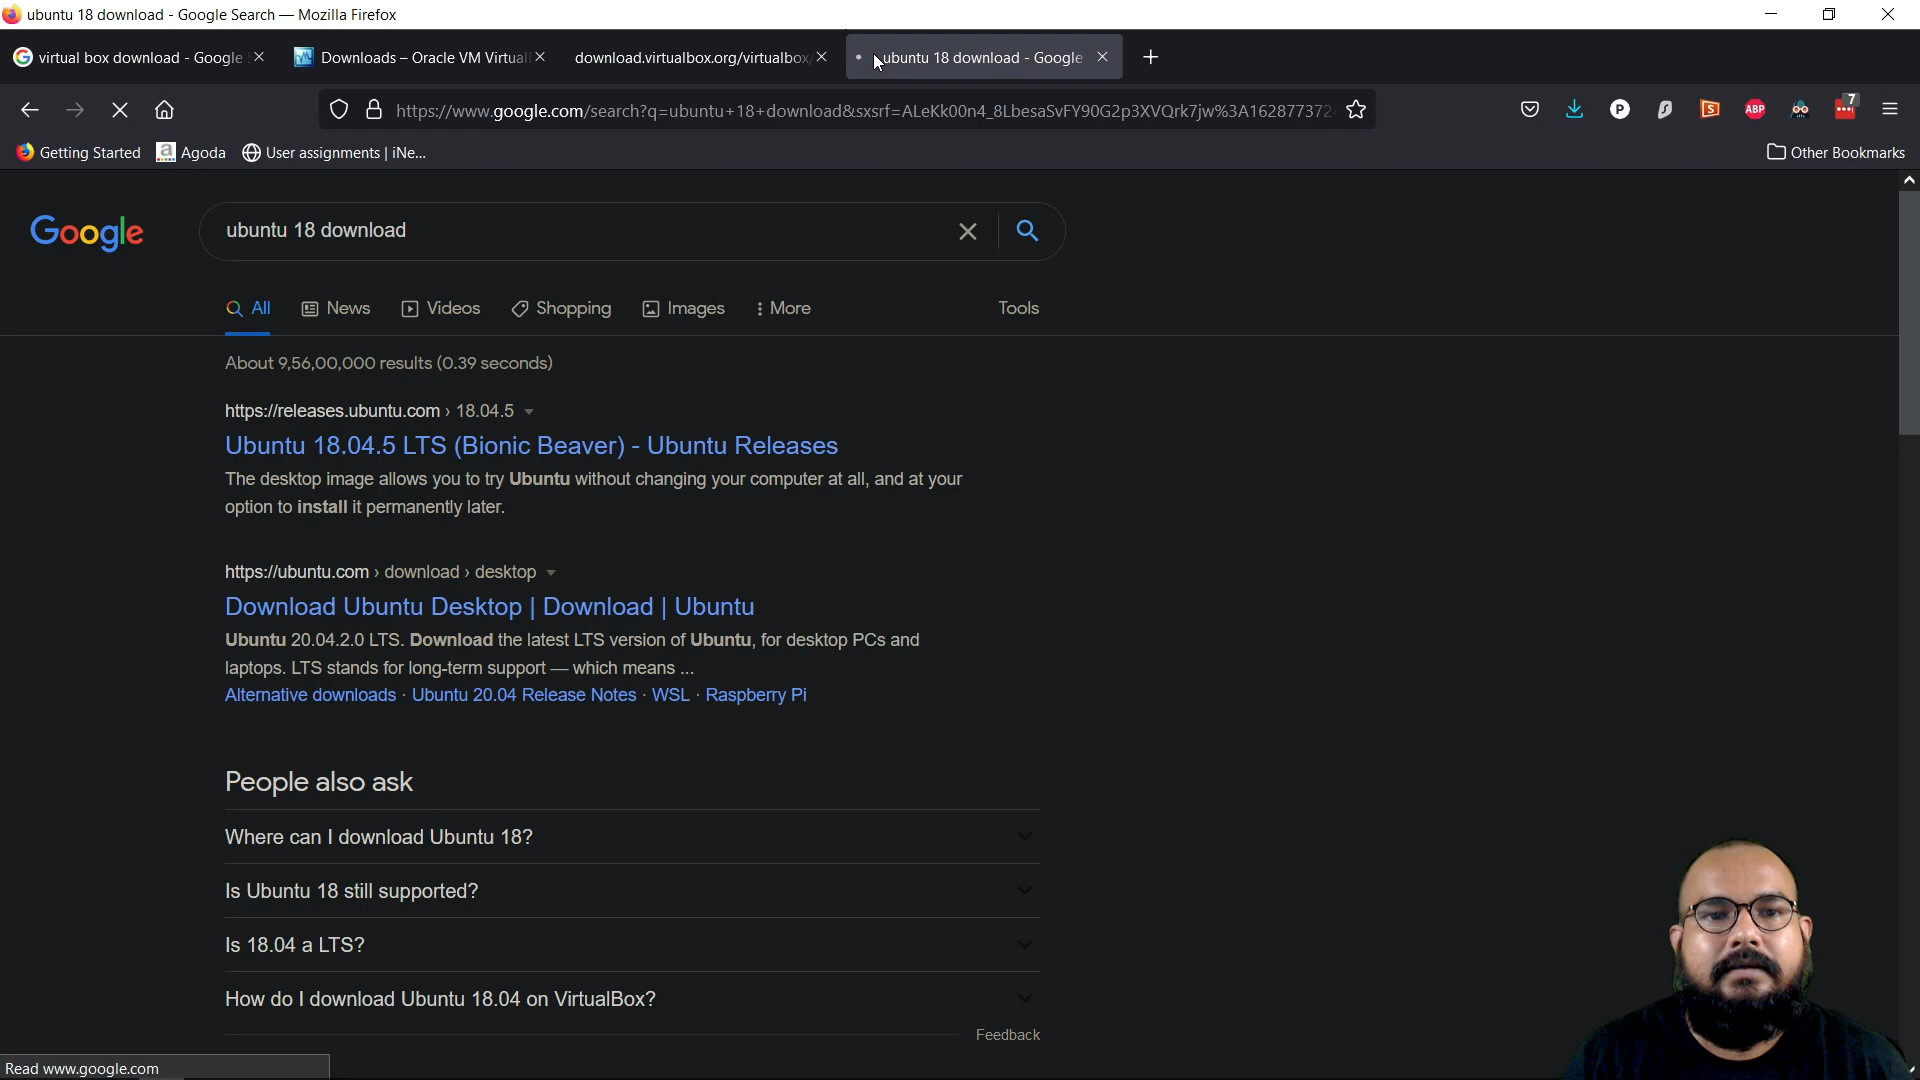 ubuntu 18 download - Google Search — Mozilla Firefox
virtual box download - Google
Downloads – Oracle VM Virtual
download.virtualbox.org/virtualbox
ubuntu 18 download - Google
https://www.google.com/search?q=ubuntu+18+download&sxsrf=ALeKk00n4_8LbesaSvFY90G2p3XVQrk7jw%3A162877372
P
S
ABP
7
Getting Started
a Agoda
User assignments | iNe...
Other Bookmarks
Google
ubuntu 18 download
All
News
Videos
Shopping
Images
More
Tools
About 9,56,00,000 results (0.39 seconds)
https://releases.ubuntu.com › 18.04.5
Ubuntu 18.04.5 LTS (Bionic Beaver) - Ubuntu Releases
The desktop image allows you to try Ubuntu without changing your computer at all, and at your
option to install it permanently later.
https://ubuntu.com › download › desktop
Download Ubuntu Desktop | Download | Ubuntu
Ubuntu 20.04.2.0 LTS. Download the latest LTS version of Ubuntu, for desktop PCs and
laptops. LTS stands for long-term support — which means ...
Alternative downloads · Ubuntu 20.04 Release Notes · WSL · Raspberry Pi
People also ask
Where can I download Ubuntu 18?
Is Ubuntu 18 still supported?
Is 18.04 a LTS?
How do I download Ubuntu 18.04 on VirtualBox?
Feedback
Read www.google.com